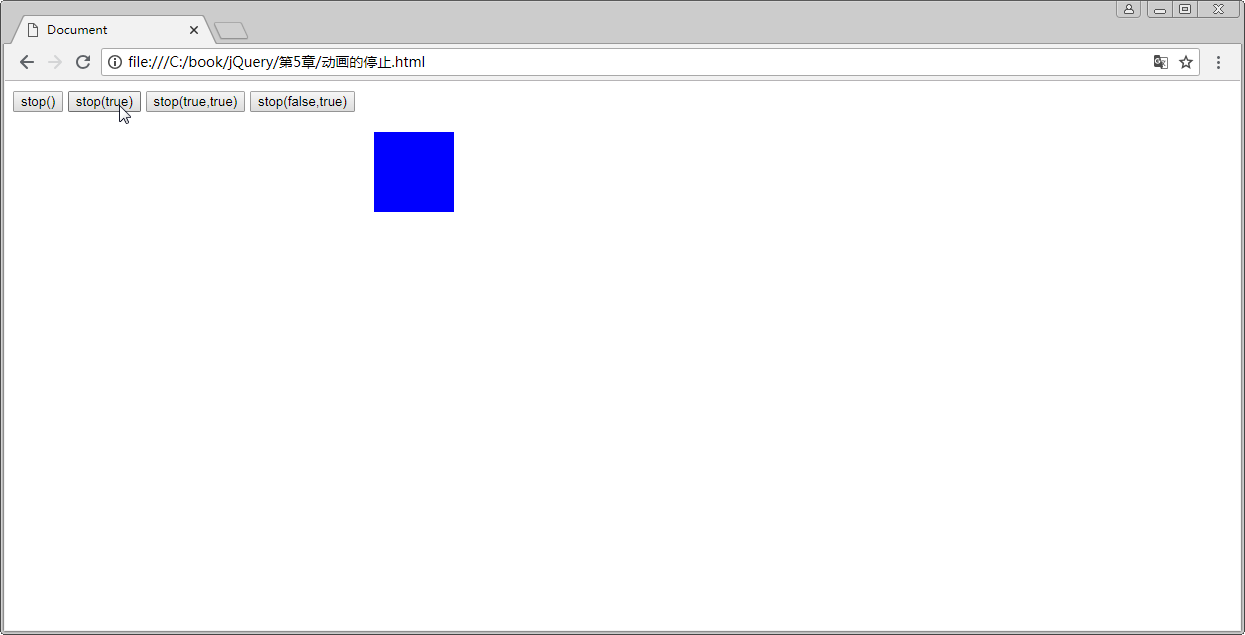 Document
file:///C:/book/jQuery/第5章/动画的停止.html
stop() stop(true) stop(true,true) stop(false,true)